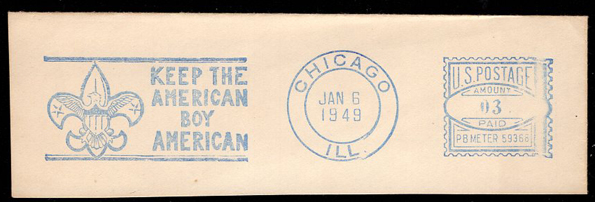 KEEP THE
AMERICAN
BOY
AMERICAN
CHICAGO
JAN 6
1949
ILL.
U.S. POSTAGE
AMOUNT
03
PAID
PB METER 59368